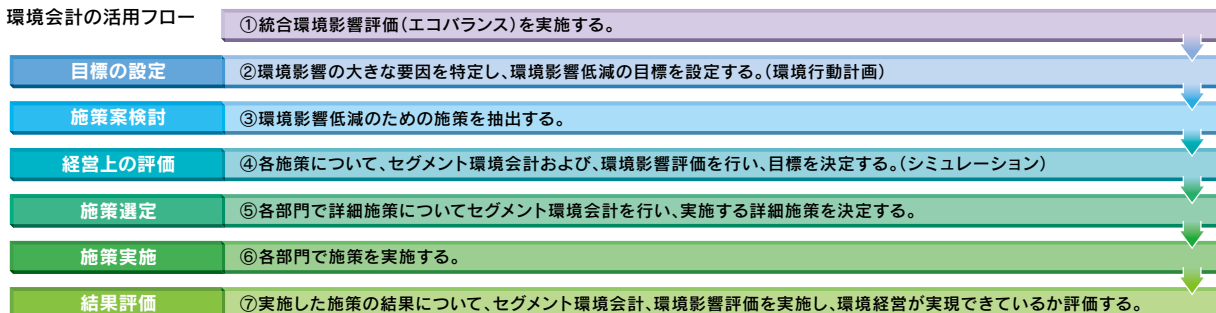 環境会計の活用フロー
①統合環境影響評価(エコバランス)を実施する。
目標の設定
②環境影響の大きな要因を特定し、環境影響低減の目標を設定する。(環境行動計画)
施策案検討
③環境影響低減のための施策を抽出する。
経営上の評価
④各施策について、セグメント環境会計および、環境影響評価を行い、目標を決定する。(シミュレーション)
施策選定
⑤各部門で詳細施策についてセグメント環境会計を行い、実施する詳細施策を決定する。
施策実施
⑥各部門で施策を実施する。
結果評価
⑦実施した施策の結果について、セグメント環境会計、環境影響評価を実施し、環境経営が実現できているか評価する。